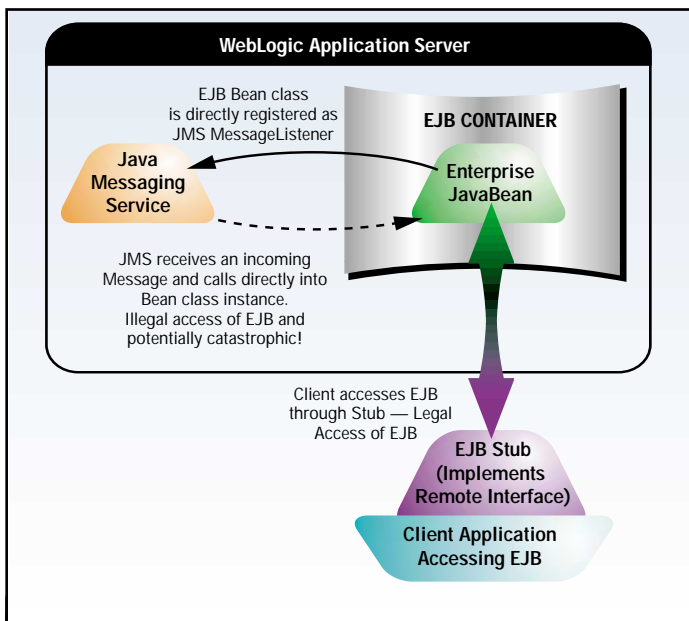 WebLogic Application Server
EJB Bean class
is directly registered as
JMS MessageListener
EJB CONTAINER
Java
Messaging
Service
Enterprise
JavaBean
JMS receives an incoming
Message and calls directly into
Bean class instance.
Illegal access of EJB and
potentially catastrophic!
Client accesses EJB
through Stub — Legal
Access of EJB
EJB Stub
(Implements
Remote Interface)
Client Application
Accessing EJB